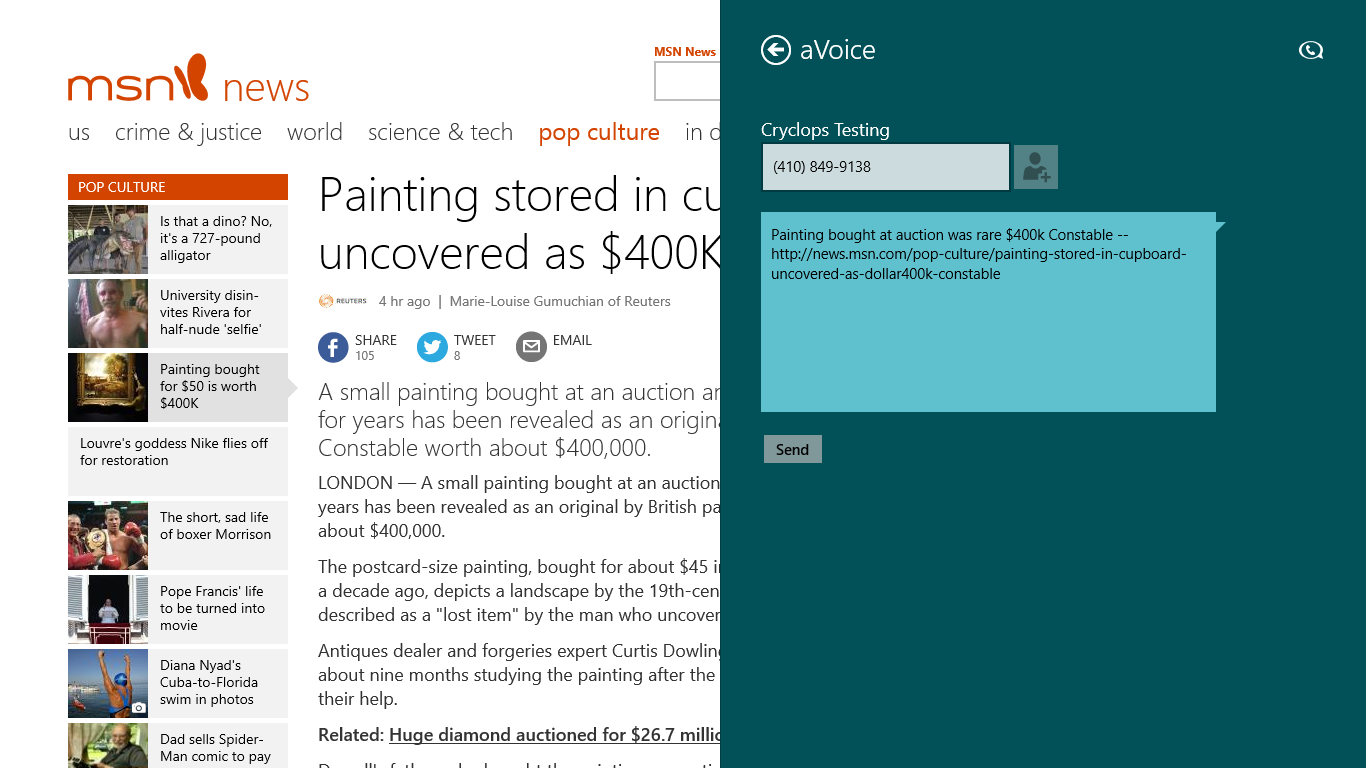 msn news
MSN News
us crime & justice world science & tech pop culture in d
POP CULTURE
Is that a dino? No,
it's a 727-pound
alligator
University disin-
vites Rivera for
half-nude 'selfie'
Painting bought
for $50 is worth
$400K
Louvre's goddess Nike flies off
for restoration
The short, sad life
of boxer Morrison
Pope Francis' life
to be turned into
movie
Diana Nyad's
Cuba-to-Florida
swim in photos
Dad sells Spider-
Man comic to pay
Painting stored in cu
uncovered as $400K
REUTERS 4 hr ago | Marie-Louise Gumuchian of Reuters
SHARE
105
TWEET
8
EMAIL
A small painting bought at an auction an
for years has been revealed as an origina
Constable worth about $400,000.
LONDON — A small painting bought at an auction
years has been revealed as an original by British pa
about $400,000.
The postcard-size painting, bought for about $45 in
a decade ago, depicts a landscape by the 19th-cen
described as a "lost item" by the man who uncover
Antiques dealer and forgeries expert Curtis Dowling
about nine months studying the painting after the
their help.
Related: Huge diamond auctioned for $26.7 millio
aVoice
Cryclops Testing
(410) 849-9138
Painting bought at auction was rare $400k Constable --
http://news.msn.com/pop-culture/painting-stored-in-cupboard-
uncovered-as-dollar400k-constable
Send